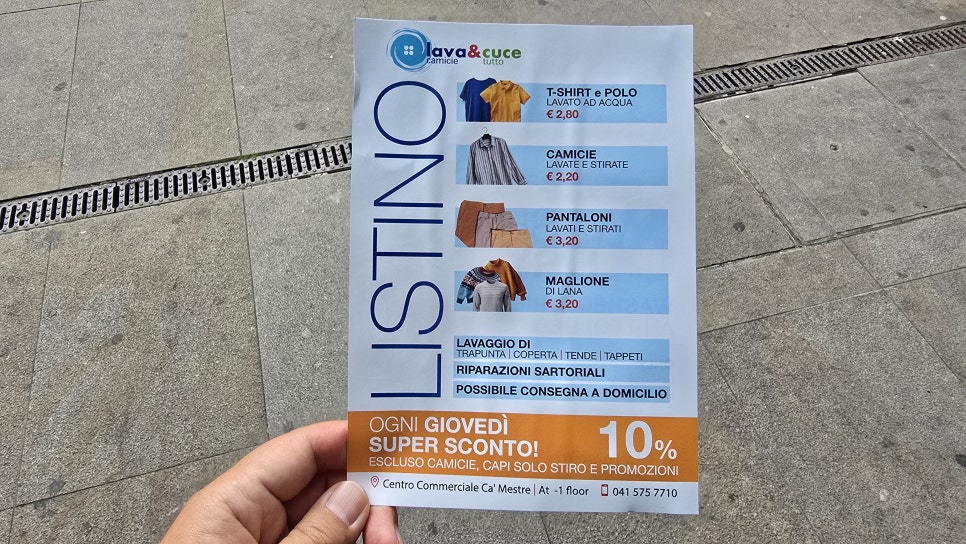 lava&cuce
camicie tutto
LISTINO
T-SHIRT e POLO
LAVATO AD ACQUA
€ 2,80
CAMICIE
LAVATE E STIRATE
€ 2,20
PANTALONI
LAVATI E STIRATI
€ 3,20
MAGLIONE
DI LANA
€ 3,20
LAVAGGIO DI
TRAPUNTA | COPERTA | TENDE | TAPPETI
RIPARAZIONI SARTORIALI
POSSIBILE CONSEGNA A DOMICILIO
OGNI GIOVEDÌ
SUPER SCONTO! 10%
ESCLUSO CAMICIE, CAPI SOLO STIRO E PROMOZIONI
Centro Commerciale Ca' Mestre | At -1 floor 041 575 7710